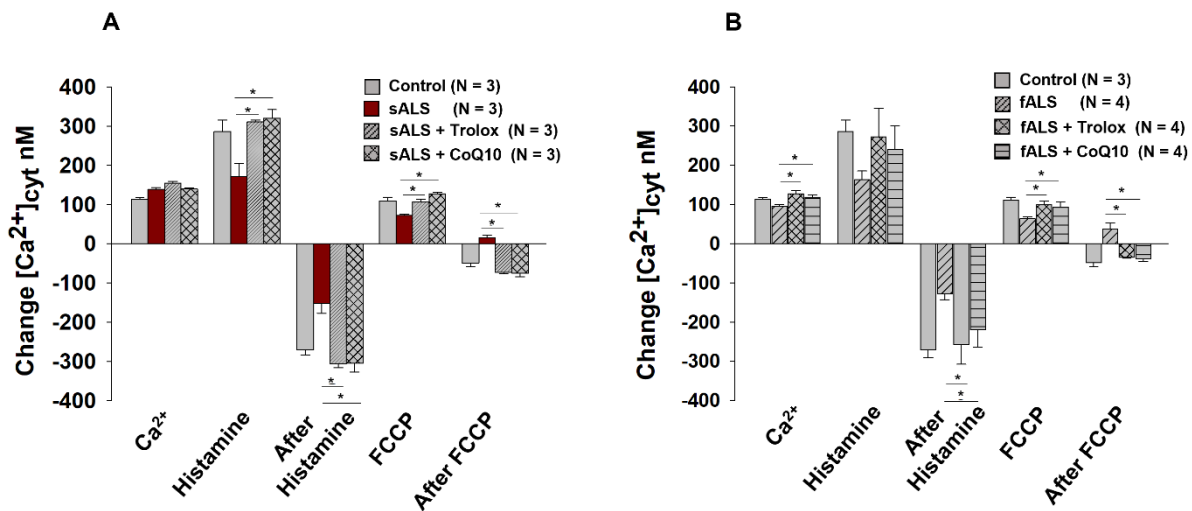 A
Control (N = 3)
sALS (N = 3)
sALS + Trolox (N = 3)
sALS + CoQ10 (N = 3)
Change [Ca²⁺]cyt nM
400
300
200
100
0
-100
-200
-300
-400
* * * * * * * *
Ca²⁺
Histamine
After Histamine
FCCP
After FCCP
B
Control (N = 3)
fALS (N = 4)
fALS + Trolox (N = 4)
fALS + CoQ10 (N = 4)
Change [Ca²⁺]cyt nM
400
300
200
100
0
-100
-200
-300
-400
* * * * * * * *
Ca²⁺
Histamine
After Histamine
FCCP
After FCCP